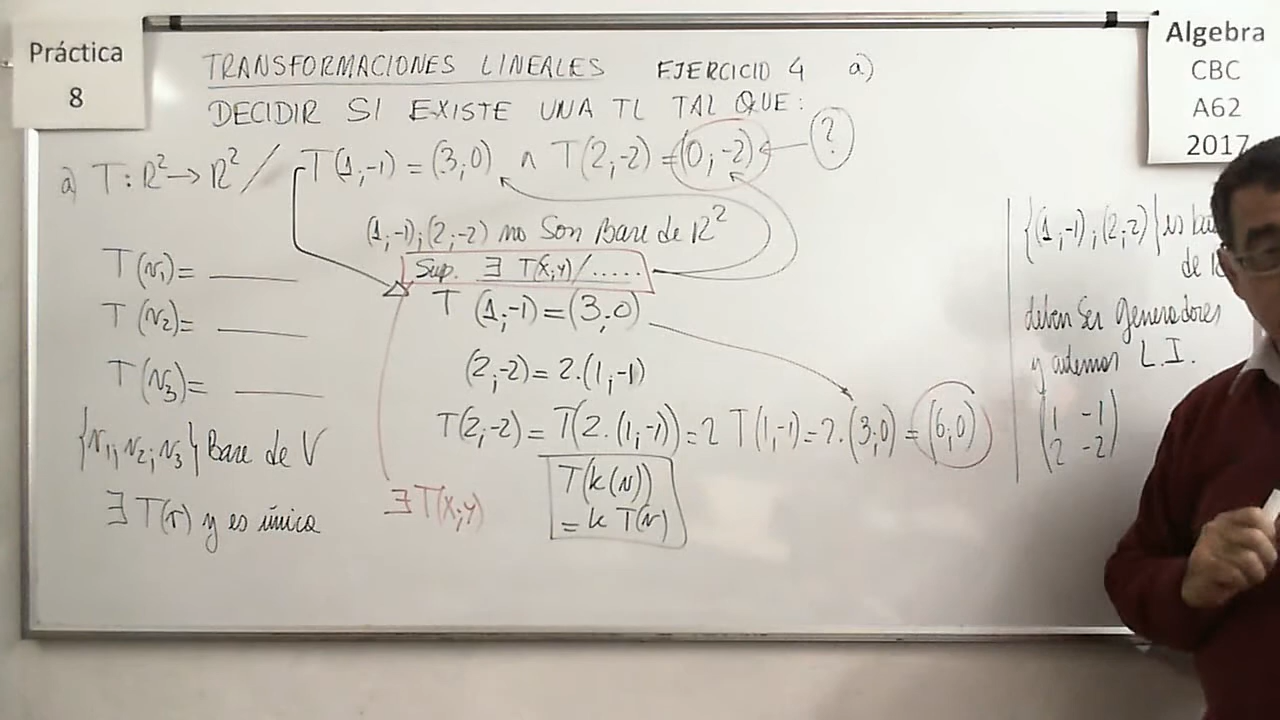 Práctica
8
TRANSFORMACIONES LINEALES EJERCICIO 4 a)
DECIDIR SI EXISTE UNA TL TAL QUE:
a) T: R² → R² / T(1,-1) = (3;0) ∧ T(2,-2) = (0;-2) ← ?
(1,-1);(2,-2) no Son Base de R²
Sup. ∃ T(x;y)/.....
T (1,-1) = (3;0)
(2,-2) = 2.(1,-1)
T(2,-2) = T(2.(1,-1)) = 2 T(1,-1) = 2.(3;0) = (6;0)
T(k(v))
= k T(v)
∃ T(x;y)
T(v₁) = ____
T(v₂) = ____
T(v₃) = ____
{v₁;v₂;v₃} Base de V
∃ T(v) y es única
Algebra
CBC
A62
2017
{(1,-1);(2,-2)} es
de
deben Ser generadores
y además L.I.
(1 -1)
(2 -2)